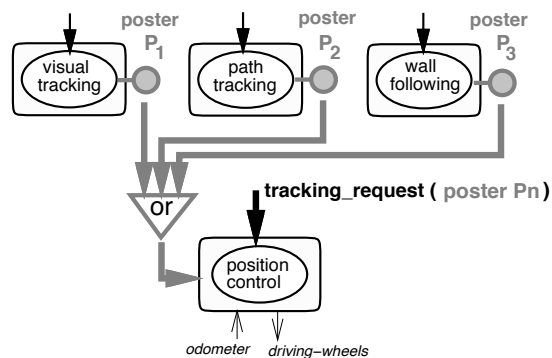 poster
P1
visual
tracking
poster
P2
path
tracking
poster
P3
wall
following
or
tracking_request ( poster Pn )
position
control
odometer
driving-wheels